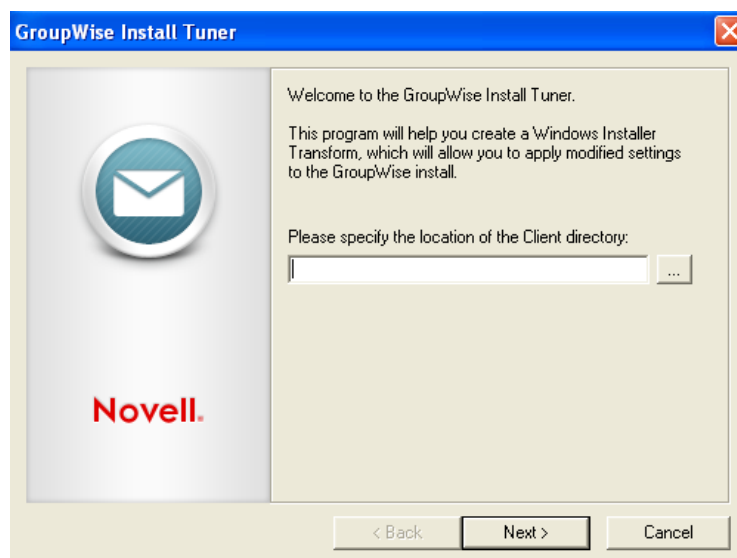 GroupWise Install Tuner
Welcome to the GroupWise Install Tuner.
This program will help you create a Windows Installer
Transform, which will allow you to apply modified settings
to the GroupWise install.
Please specify the location of the Client directory:
...
Novell.
< Back
Next >
Cancel